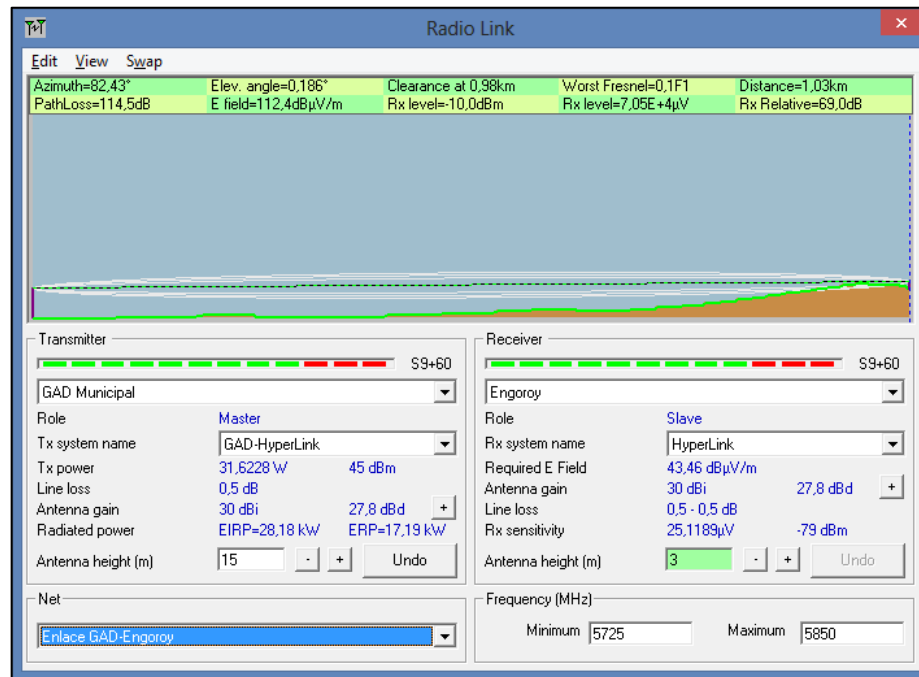 Radio Link
Edit View Swap
Azimuth=82,43° Elev. angle=0,186° Clearance at 0,98km Worst Fresnel=0,1F1 Distance=1,03km
PathLoss=114,5dB E field=112,4dBµV/m Rx level=-10,0dBm Rx level=7,05E+4µV Rx Relative=69,0dB
Transmitter
S9+60
GAD Municipal
Role Master
Tx system name GAD-HyperLink
Tx power 31,6228 W 45 dBm
Line loss 0,5 dB
Antenna gain 30 dBi 27,8 dBd +
Radiated power EIRP=28,18 kW ERP=17,19 kW
Antenna height (m) 15 - + Undo
Net
Enlace GAD-Engoroy
Receiver
S9+60
Engoroy
Role Slave
Rx system name HyperLink
Required E Field 43,46 dBµV/m
Antenna gain 30 dBi 27,8 dBd +
Line loss 0,5 - 0,5 dB
Rx sensitivity 25,1189µV -79 dBm
Antenna height (m) 3 - + Undo
Frequency (MHz)
Minimum 5725 Maximum 5850